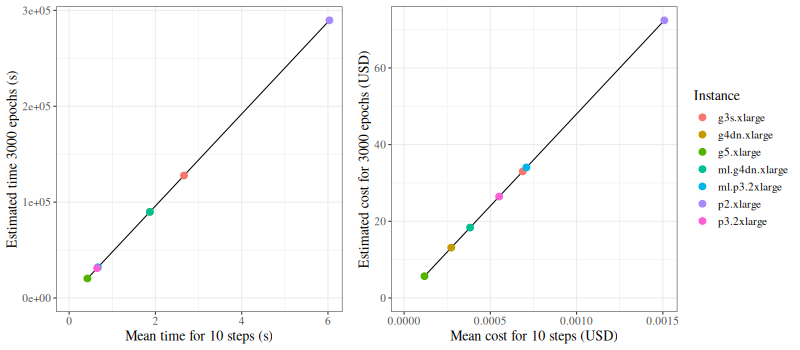 3e+05
2e+05
1e+05
0e+00
Estimated time 3000 epochs (s)
0
2
4
6
Mean time for 10 steps (s)
60
40
20
0
Estimated cost for 3000 epochs (USD)
0.0000
0.0005
0.0010
0.0015
Mean cost for 10 steps (USD)
Instance
g3s.xlarge
g4dn.xlarge
g5.xlarge
ml.g4dn.xlarge
ml.p3.2xlarge
p2.xlarge
p3.2xlarge